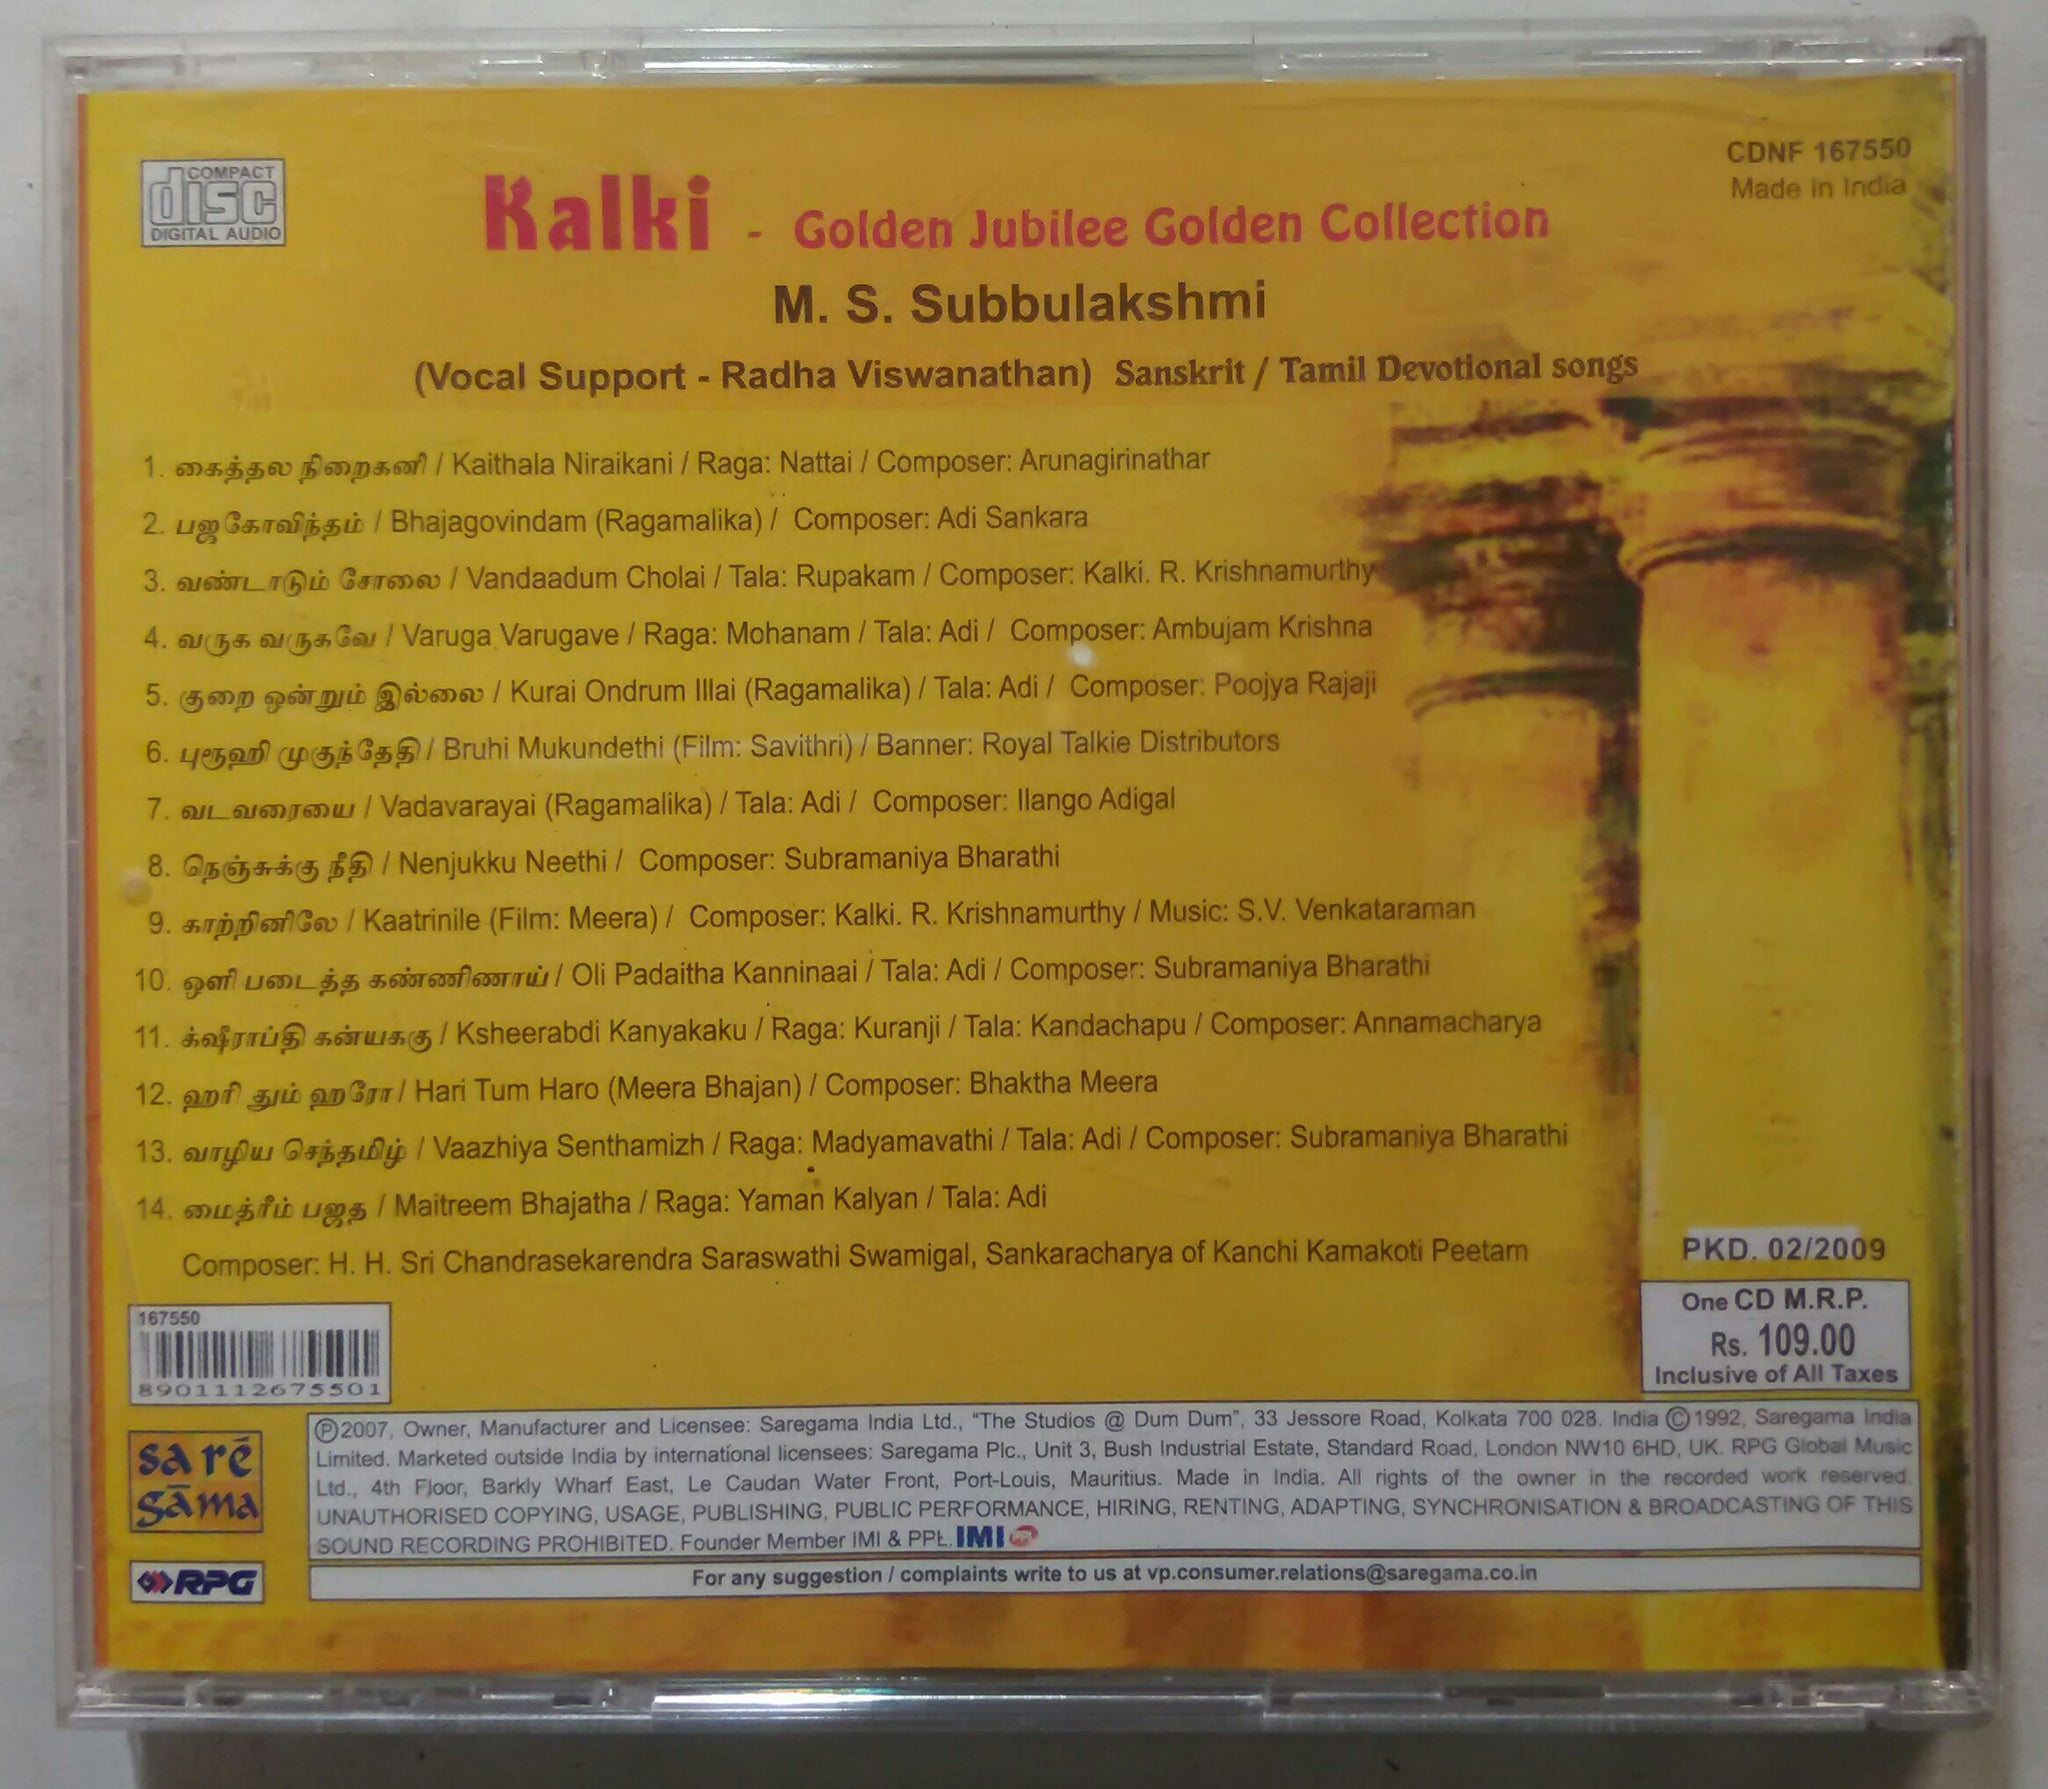 COMPACT
disc
DIGITAL AUDIO
CDNF 167550
Made in India
Kalki - Golden Jubilee Golden Collection
M. S. Subbulakshmi
(Vocal Support - Radha Viswanathan) Sanskrit / Tamil Devotional songs
1. கைத்தல நிறைகனி / Kaithala Niraikani / Raga: Nattai / Composer: Arunagirinathar
2. பஜகோவிந்தம் / Bhajagovindam (Ragamalika) / Composer: Adi Sankara
3. வண்டாடும் சோலை / Vandaadum Cholai / Tala: Rupakam / Composer: Kalki. R. Krishnamurthy
4. வருக வருகவே / Varuga Varugave / Raga: Mohanam / Tala: Adi / Composer: Ambujam Krishna
5. குறை ஒன்றும் இல்லை / Kurai Ondrum Illai (Ragamalika) / Tala: Adi / Composer: Poojya Rajaji
6. புரூஹி முகுந்தேதி / Bruhi Mukundethi (Film: Savithri) / Banner: Royal Talkie Distributors
7. வடவரையை / Vadavarayai (Ragamalika) / Tala: Adi / Composer: Ilango Adigal
8. நெஞ்சுக்கு நீதி / Nenjukku Neethi / Composer: Subramaniya Bharathi
9. காற்றினிலே / Kaatrinile (Film: Meera) / Composer: Kalki. R. Krishnamurthy / Music: S.V. Venkataraman
10. ஒளி படைத்த கண்ணிணாய் / Oli Padaitha Kanninaai / Tala: Adi / Composer: Subramaniya Bharathi
11. க்ஷீராப்தி கன்யககு / Ksheerabdi Kanyakaku / Raga: Kuranji / Tala: Kandachapu / Composer: Annamacharya
12. ஹரி தும் ஹரோ / Hari Tum Haro (Meera Bhajan) / Composer: Bhaktha Meera
13. வாழிய செந்தமிழ் / Vaazhiya Senthamizh / Raga: Madyamavathi / Tala: Adi / Composer: Subramaniya Bharathi
14. மைத்ரீம் பஜத / Maitreem Bhajatha / Raga: Yaman Kalyan / Tala: Adi
Composer: H. H. Sri Chandrasekarendra Saraswathi Swamigal, Sankaracharya of Kanchi Kamakoti Peetam
PKD. 02/2009
One CD M.R.P.
Rs. 109.00
Inclusive of All Taxes
167550
8901112675501
sa rē
gāma
RPG
℗2007, Owner, Manufacturer and Licensee: Saregama India Ltd., “The Studios @ Dum Dum”, 33 Jessore Road, Kolkata 700 028. India ©1992, Saregama India
Limited. Marketed outside India by international licensees: Saregama Plc., Unit 3, Bush Industrial Estate, Standard Road, London NW10 6HD, UK. RPG Global Music
Ltd., 4th Floor, Barkly Wharf East, Le Caudan Water Front, Port-Louis, Mauritius. Made in India. All rights of the owner in the recorded work reserved.
UNAUTHORISED COPYING, USAGE, PUBLISHING, PUBLIC PERFORMANCE, HIRING, RENTING, ADAPTING, SYNCHRONISATION & BROADCASTING OF THIS
SOUND RECORDING PROHIBITED. Founder Member IMI & PPL. IMI
For any suggestion / complaints write to us at vp.consumer.relations@saregama.co.in